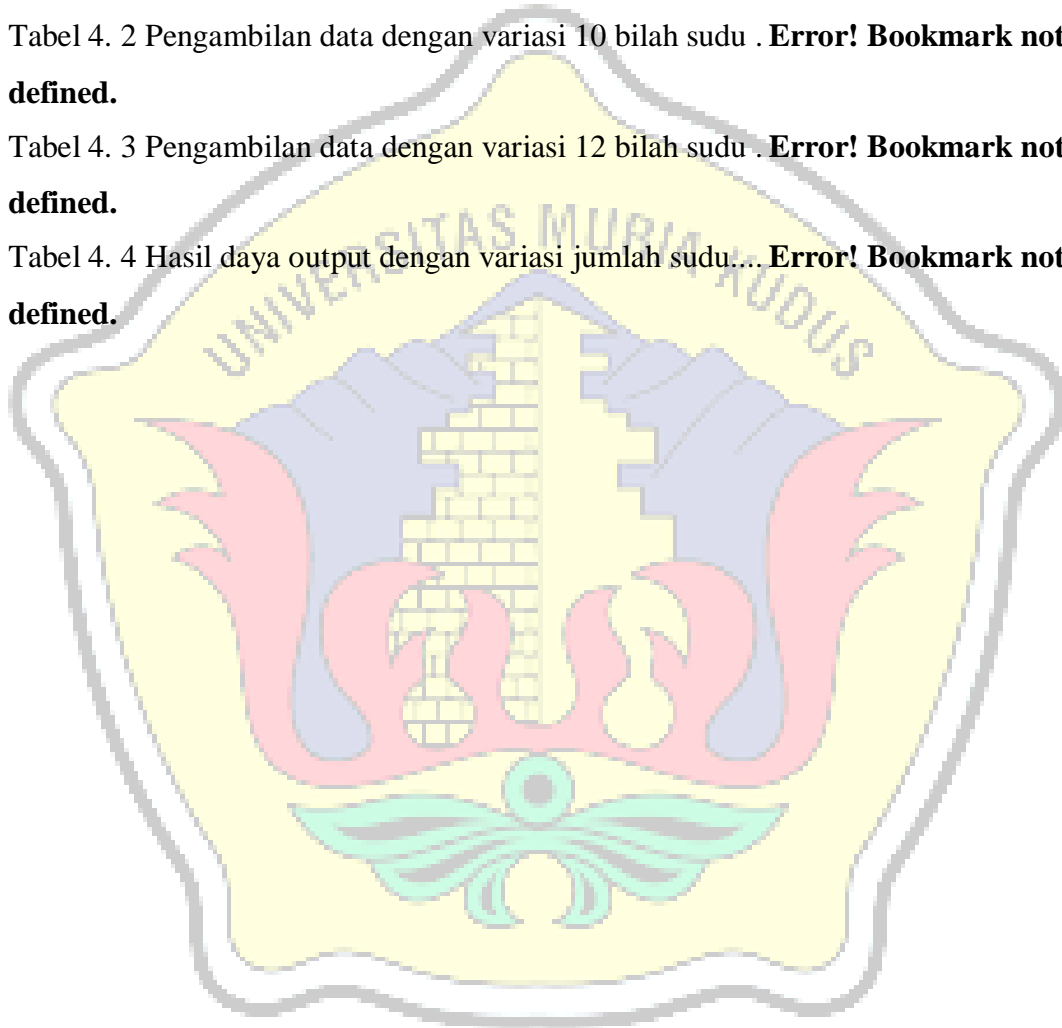 Tabel 4. 2 Pengambilan data dengan variasi 10 bilah sudu . Error! Bookmark not
defined.
Tabel 4. 3 Pengambilan data dengan variasi 12 bilah sudu . Error! Bookmark not
defined.
Tabel 4. 4 Hasil daya output dengan variasi jumlah sudu.... Error! Bookmark not
defined.
UNIVERSITAS MURIA KUDUS